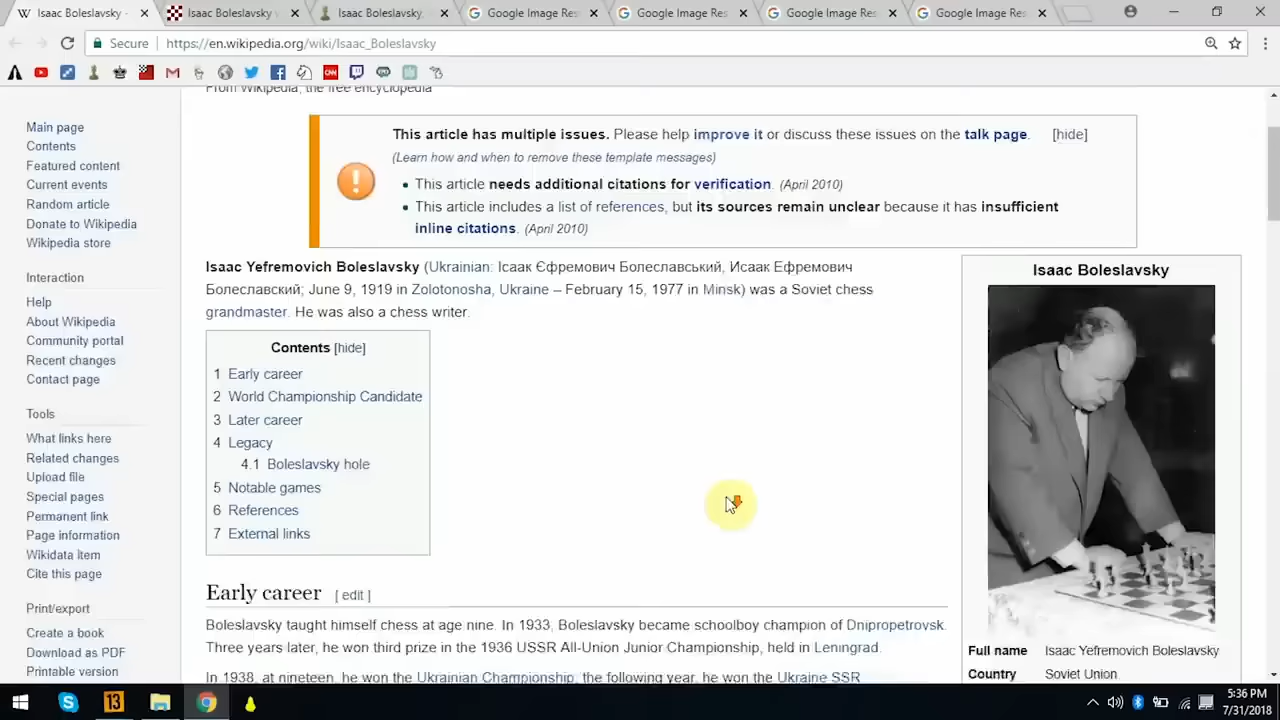 Isaac Boleslavsky -
Isaac Boleslavsky
Isaac Boleslavsky,
Google Image Res
Google Image Res
Google Image Res
Google Image Res
Secure
https://en.wikipedia.org/wiki/Isaac_Boleslavsky
CNN
From Wikipedia, the free encyclopedia
Main page
Contents
Featured content
Current events
Random article
Donate to Wikipedia
Wikipedia store
Interaction
Help
About Wikipedia
Community portal
Recent changes
Contact page
Tools
What links here
Related changes
Upload file
Special pages
Permanent link
Page information
Wikidata item
Cite this page
Print/export
Create a book
Download as PDF
Printable version
This article has multiple issues. Please help improve it or discuss these issues on the talk page. [hide]
(Learn how and when to remove these template messages)
• This article needs additional citations for verification. (April 2010)
• This article includes a list of references, but its sources remain unclear because it has insufficient
inline citations. (April 2010)
Isaac Yefremovich Boleslavsky (Ukrainian: Ісаак Єфремович Болеславський, Исаак Ефремович
Болеславский; June 9, 1919 in Zolotonosha, Ukraine – February 15, 1977 in Minsk) was a Soviet chess
grandmaster. He was also a chess writer.
Contents [hide]
1 Early career
2 World Championship Candidate
3 Later career
4 Legacy
4.1 Boleslavsky hole
5 Notable games
6 References
7 External links
Early career [ edit ]
Boleslavsky taught himself chess at age nine. In 1933, Boleslavsky became schoolboy champion of Dnipropetrovsk.
Three years later, he won third prize in the 1936 USSR All-Union Junior Championship, held in Leningrad.
In 1938, at nineteen, he won the Ukrainian Championship, the following year, he won the Ukraine SSR
Isaac Boleslavsky
Full name Isaac Yefremovich Boleslavsky
Country Soviet Union
13
5:36 PM
7/31/2018